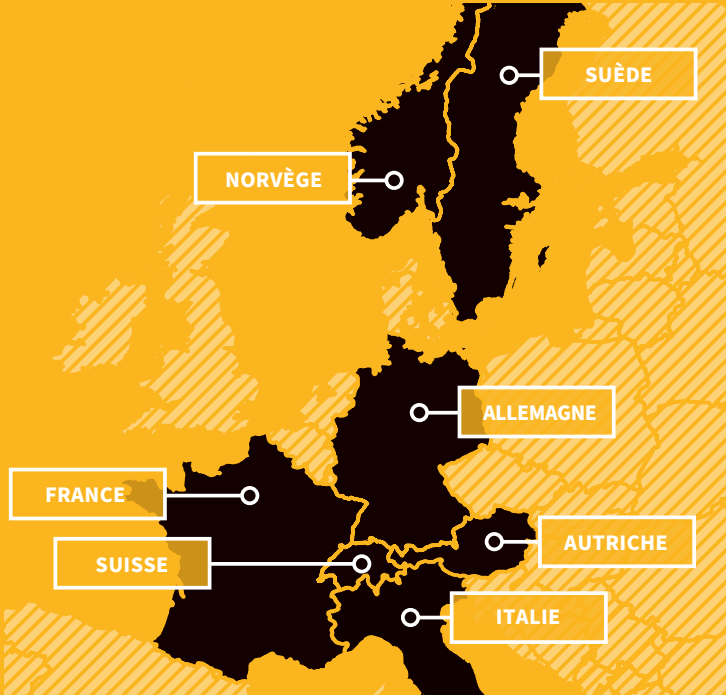 SUÈDE
NORVÈGE
ALLEMAGNE
FRANCE
AUTRICHE
SUISSE
ITALIE